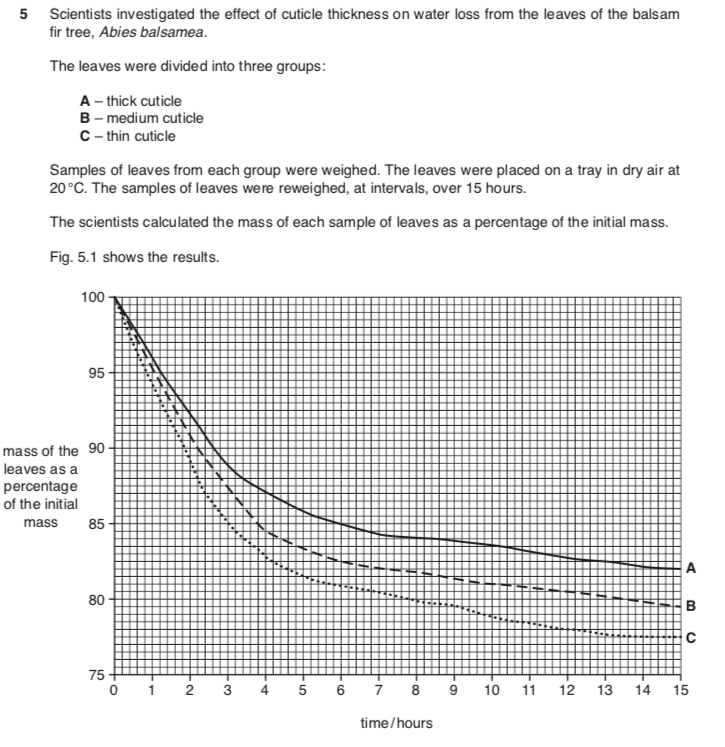 5 Scientists investigated the effect of cuticle thickness on water loss from the leaves of the balsam
fir tree, Abies balsamea.
The leaves were divided into three groups:
A – thick cuticle
B – medium cuticle
C – thin cuticle
Samples of leaves from each group were weighed. The leaves were placed on a tray in dry air at
20 °C. The samples of leaves were reweighed, at intervals, over 15 hours.
The scientists calculated the mass of each sample of leaves as a percentage of the initial mass.
Fig. 5.1 shows the results.
100
95
90
85
80
75
mass of the
leaves as a
percentage
of the initial
mass
A
B
C
0 1 2 3 4 5 6 7 8 9 10 11 12 13 14 15
time / hours